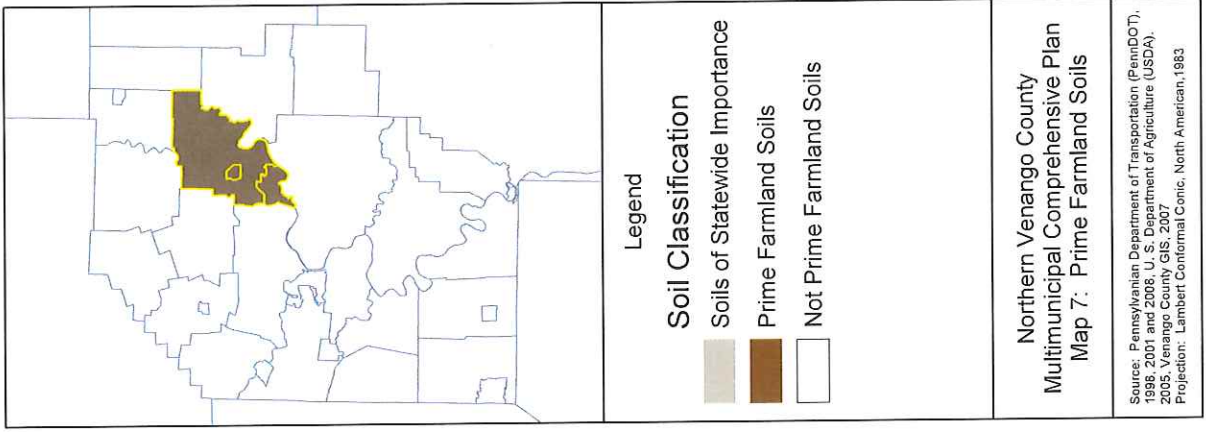 Legend
Soil Classification
Soils of Statewide Importance
Prime Farmland Soils
Not Prime Farmland Soils
Northern Venango County
Multimunicipal Comprehensive Plan
Map 7: Prime Farmland Soils
Source: Pennsylvanian Department of Transportation (PennDOT),
1998, 2001 and 2008, U. S. Department of Agriculture (USDA),
2005, Venango County GIS, 2007
Projection: Lambert Conformal Conic, North American,1983